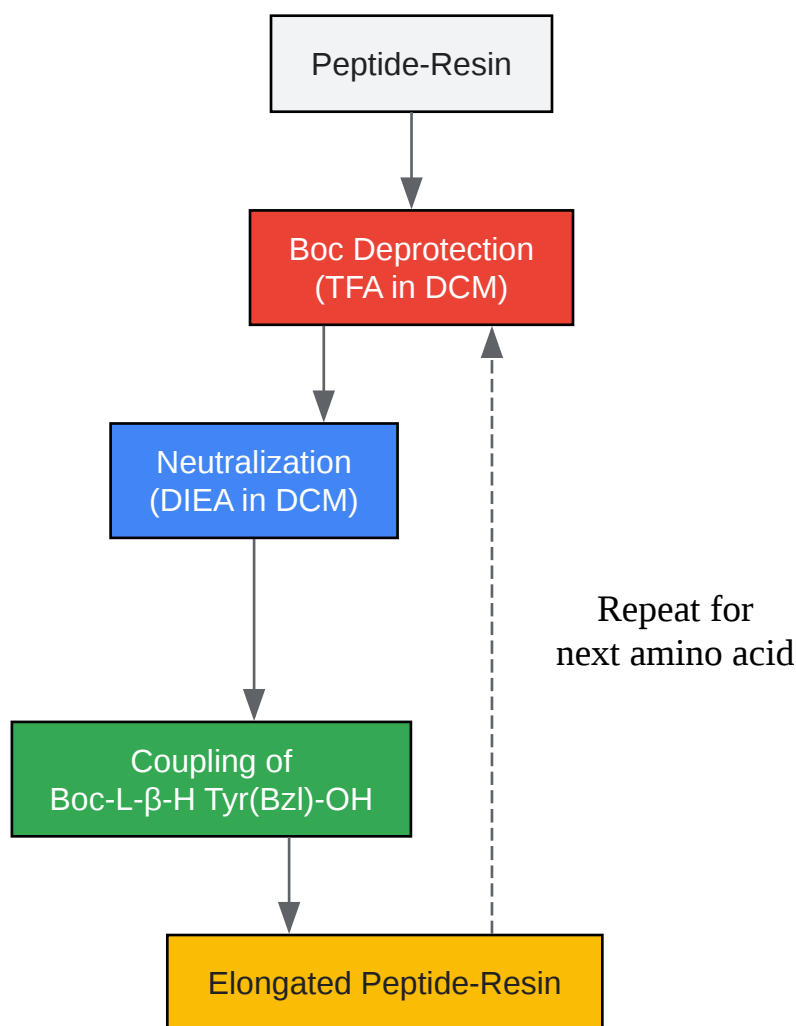 Peptide-Resin
Boc Deprotection
(TFA in DCM)
Neutralization
(DIEA in DCM)
Repeat for
next amino acid
Coupling of
Boc-L-β-H Tyr(Bzl)-OH
Elongated Peptide-Resin